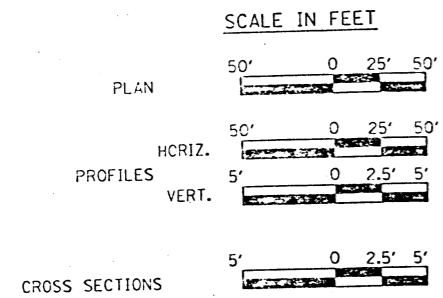 SCALE IN FEET
50' 0 25' 50'
PLAN
50' 0 25' 50'
HORIZ.
PROFILES
5' 0 2.5' 5'
VERT.
5' 0 2.5' 5'
CROSS SECTIONS